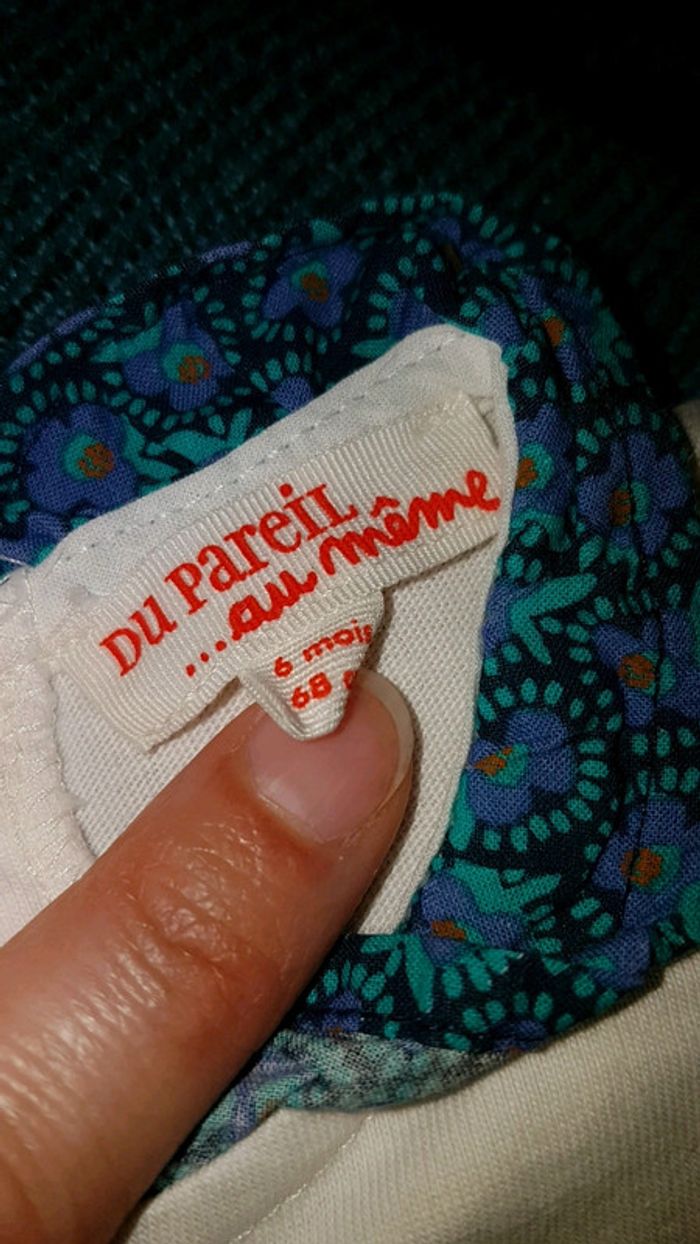 DU PAREIL
...au même
6 mois
68